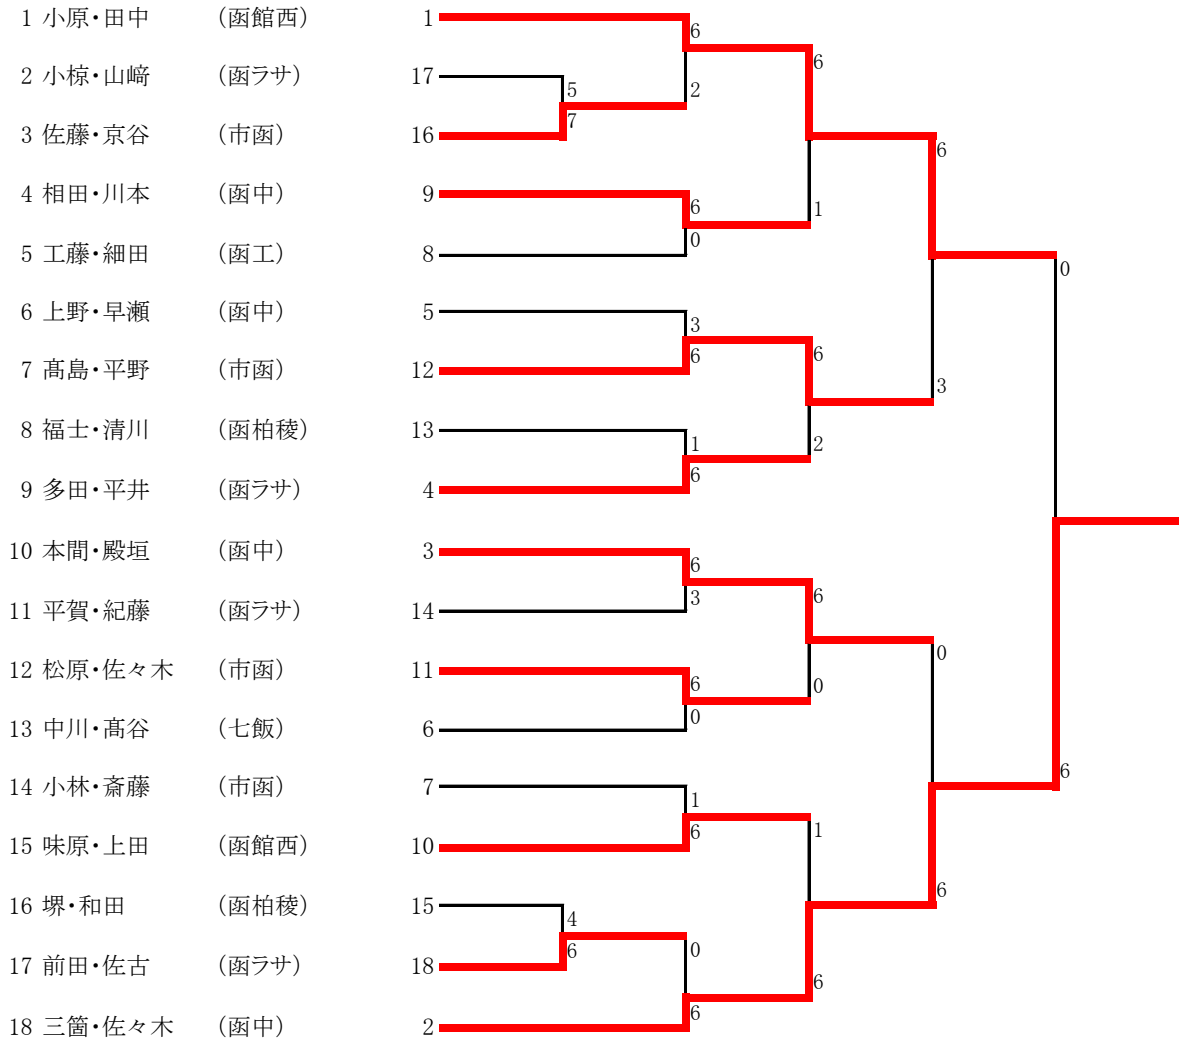 1 小原・田中 （函館西） 1
6
6
2 小椋・山﨑 （函ラサ） 17
5 2
7
3 佐藤・京谷 （市函） 16
6
4 相田・川本 （函中） 9
6 1
0
5 工藤・細田 （函工） 8
0
6 上野・早瀬 （函中） 5
3
6 6
7 髙島・平野 （市函） 12
3
8 福士・清川 （函柏稜） 13
1 2
6
9 多田・平井 （函ラサ） 4
10 本間・殿垣 （函中） 3
6
3 6
11 平賀・紀藤 （函ラサ） 14
0
12 松原・佐々木 （市函） 11
6 0
0
13 中川・髙谷 （七飯） 6
6
14 小林・斎藤 （市函） 7
1
6 1
15 味原・上田 （函館西） 10
6
16 堺・和田 （函柏稜） 15
4
6 0
17 前田・佐古 （函ラサ） 18
6
6
18 三箇・佐々木 （函中） 2